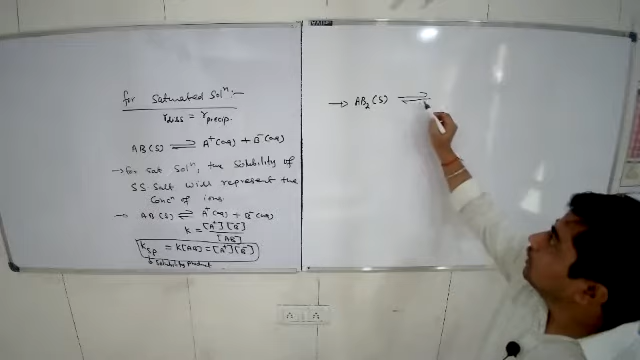 for Saturated Solⁿ:-
r_diss = r_precip.
AB(s) ⇌ A⁺(aq) + B⁻(aq)
→ for sat Solⁿ, the Solubility of
SS Salt will represent the
Concⁿ of ions
→ AB(s) ⇌ A⁺(aq) + B⁻(aq)
K = [A⁺][B⁻]/[AB]
Ksp = K[AB] = [A⁺][B⁻]
↳ Solubility product
→ AB₂(s) ⇌